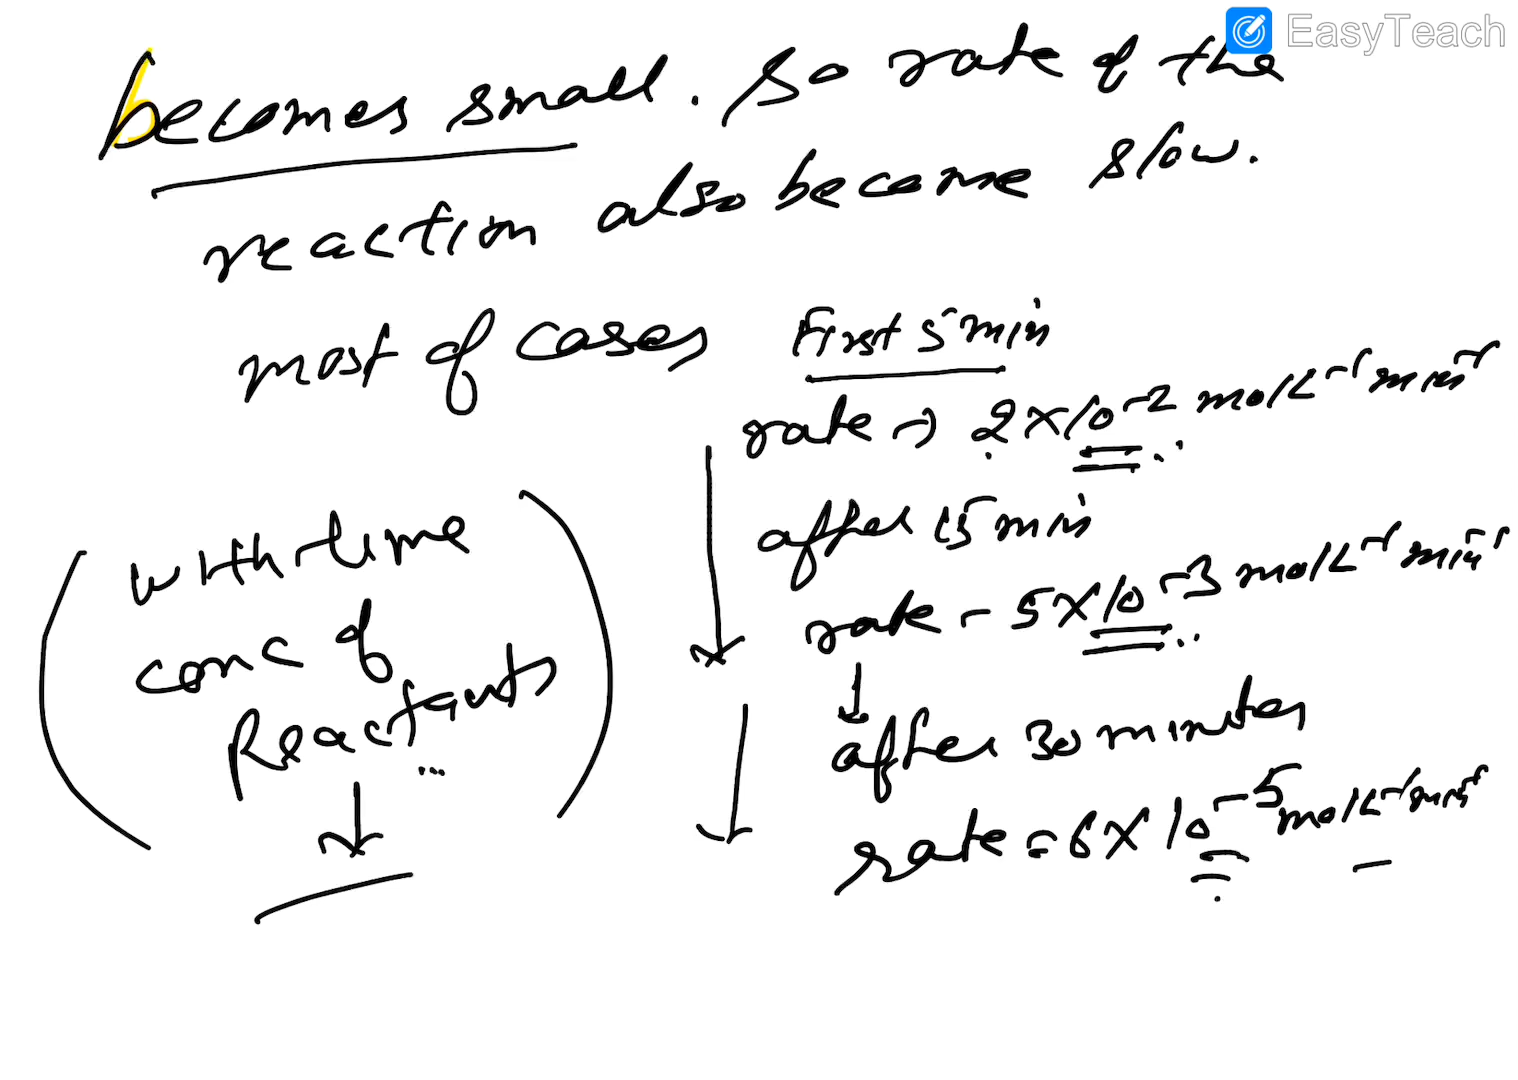 EasyTeach
becomes small. So rate of the
reaction also become slow.
most of cases
First 5 min
rate → 2×10⁻² mol L⁻¹ min⁻¹
after 15 min
rate - 5×10⁻³ mol L⁻¹ min⁻¹
↓
after 30 minutes
rate = 6×10⁻⁵ mol L⁻¹ min⁻¹
(with time
conc of
Reactants
↓)